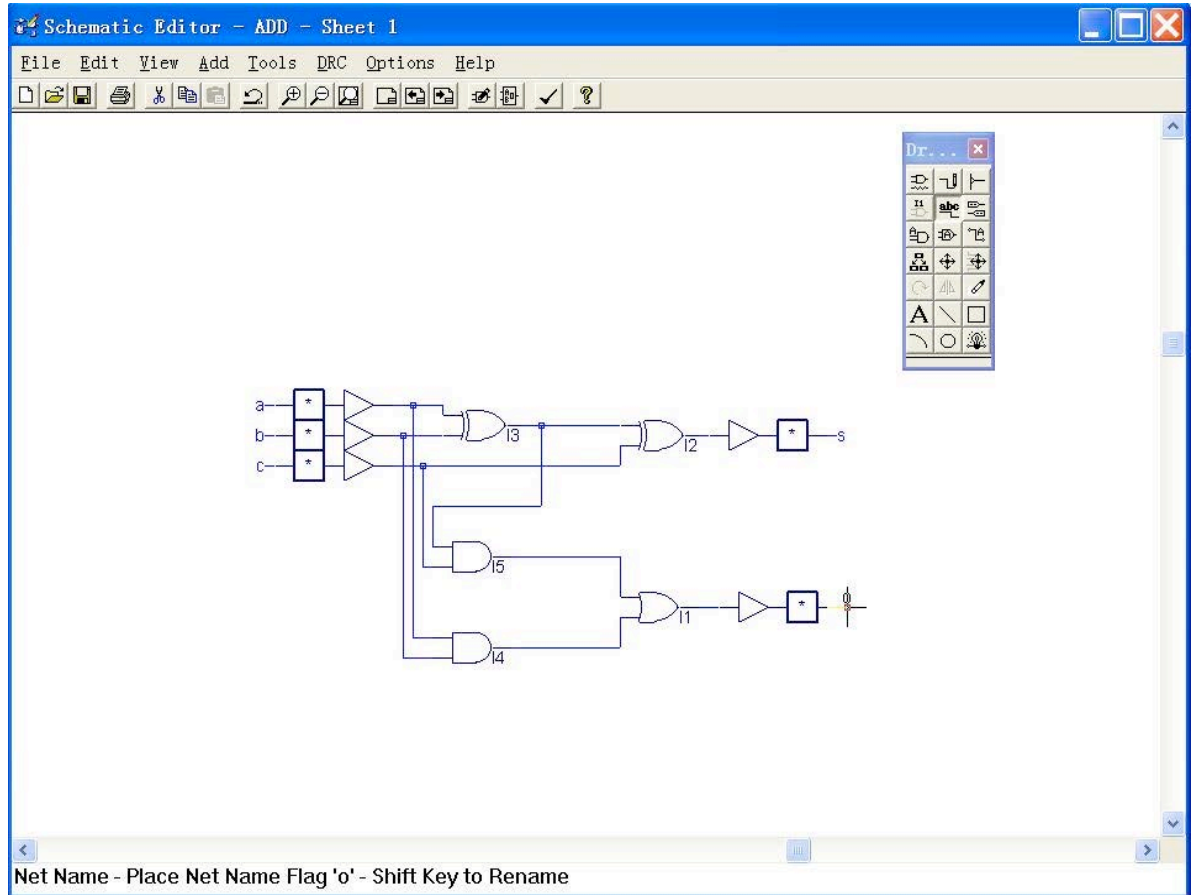 Schematic Editor - ADD - Sheet 1
File Edit View Add Tools DRC Options Help
Dr...
I1
abc
A
A
A
A
a
*
b
*
c
*
I3
I2
*
s
I5
I1
*
o
I4
Net Name - Place Net Name Flag 'o' - Shift Key to Rename